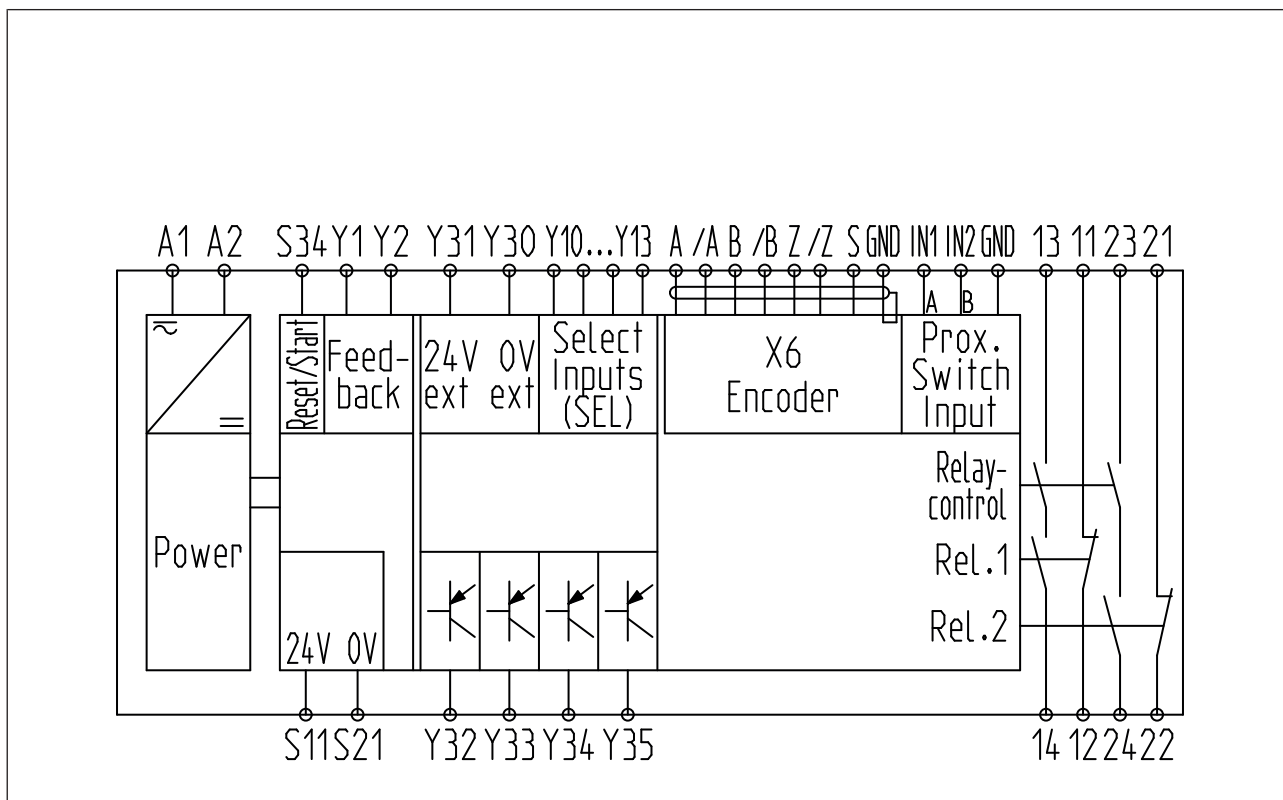 A1 A2 S34 Y1 Y2 Y31 Y30 Y10...Y13 A /A B /B Z /Z S GND IN1 IN2 GND 13 11 23 21
A B
Reset/Start
Feed-
back
24V 0V
ext ext
Select
Inputs
(SEL)
X6
Encoder
Prox.
Switch
Input
Relay-
control
Power
Rel.1
Rel.2
24V 0V
S11 S21 Y32 Y33 Y34 Y35 14 12 24 22